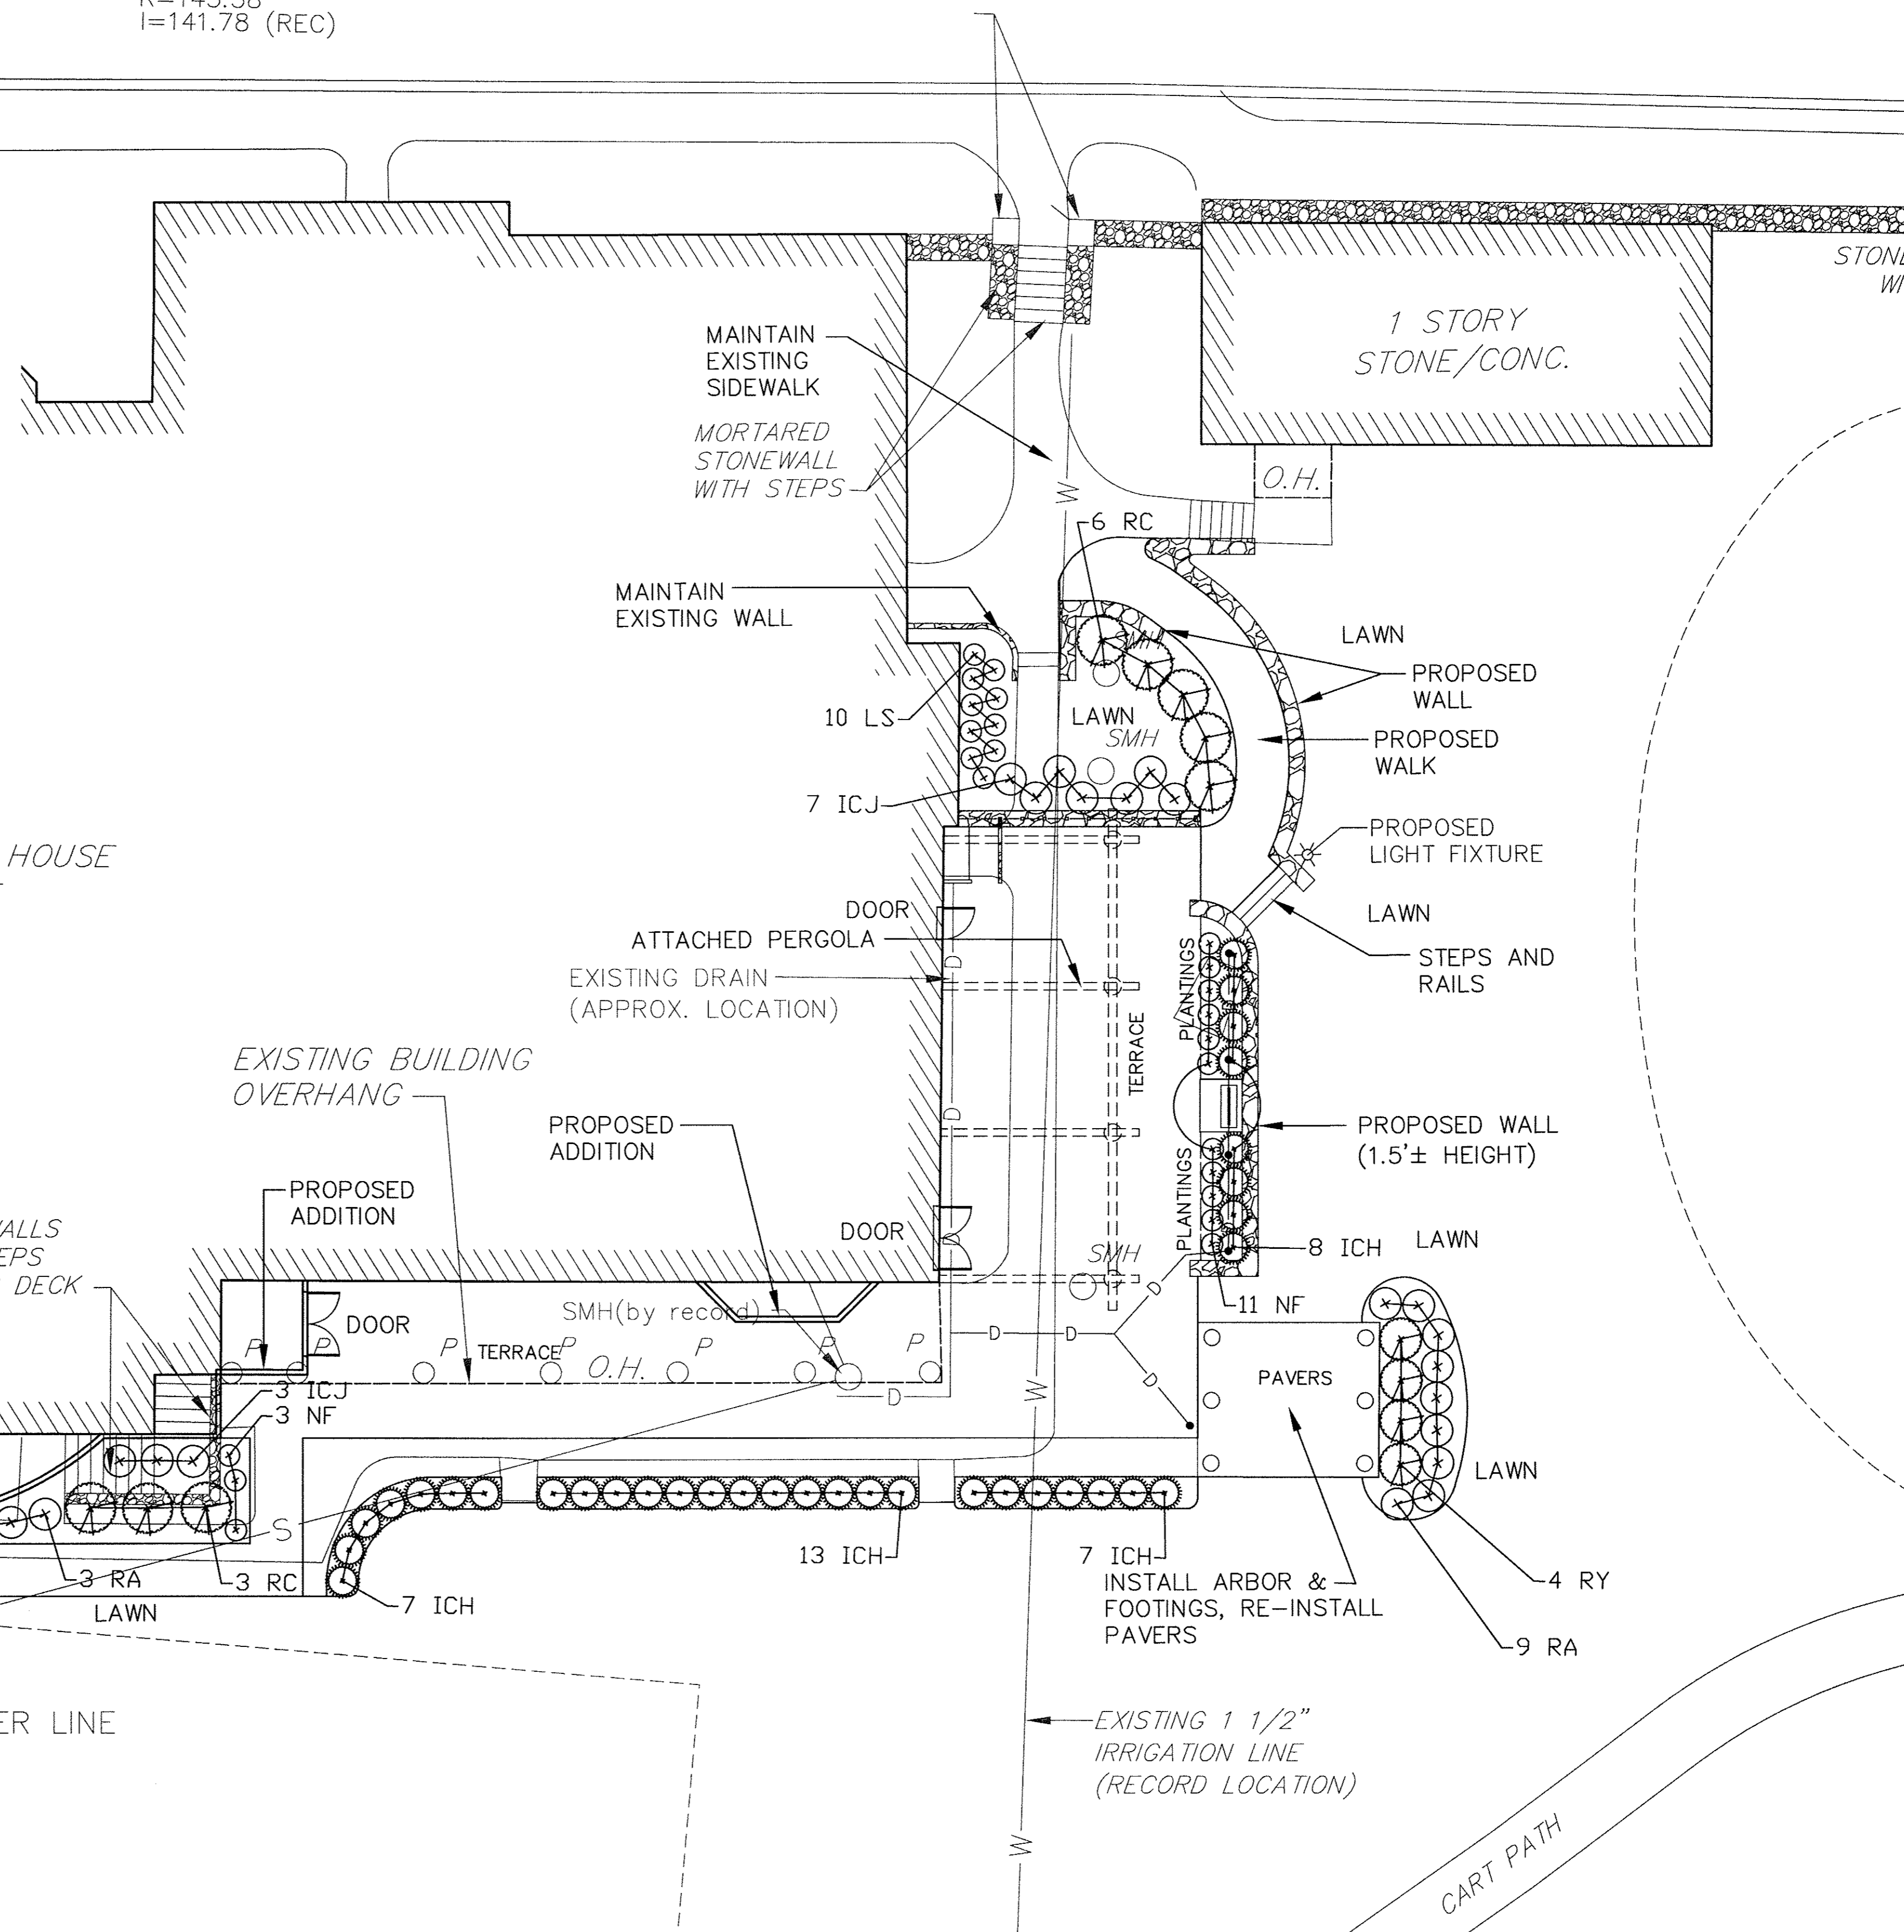 I=141.78 (REC)
1 STORY
STONE/CONC.
MAINTAIN
EXISTING
SIDEWALK
MORTARED
STONEWALL
WITH STEPS
O.H.
W
6 RC
MAINTAIN
EXISTING WALL
SMH
LAWN
PROPOSED
WALL
10 LS
LAWN
SMH
PROPOSED
WALK
7 ICJ
PROPOSED
LIGHT FIXTURE
HOUSE
DOOR
LAWN
ATTACHED PERGOLA
D
PLANTINGS
STEPS AND
RAILS
EXISTING DRAIN
(APPROX. LOCATION)
TERRACE
EXISTING BUILDING
OVERHANG
PROPOSED
ADDITION
D
PROPOSED WALL
(1.5'± HEIGHT)
PROPOSED
ADDITION
PLANTINGS
DOOR
D
SMH
8 ICH
LAWN
DECK
D
11 NF
SMH(by record)
DOOR
P
P
P
P
P
P
TERRACE
O.H.
D
D
D
D
W
PAVERS
3 ICJ
3 NF
LAWN
S
3 RA
3 RC
LAWN
7 ICH
13 ICH
7 ICH
INSTALL ARBOR &
FOOTINGS, RE-INSTALL
PAVERS
4 RY
9 RA
ER LINE
EXISTING 1 1/2"
IRRIGATION LINE
(RECORD LOCATION)
W
CART PATH